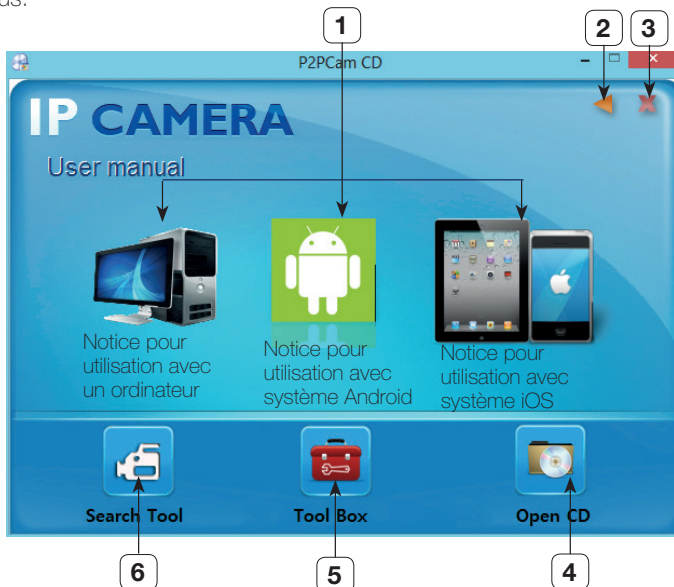 us.
1
2
3
P2PCam CD
IP CAMERA
User manual
Notice pour
utilisation avec
un ordinateur
Notice pour
utilisation avec
système Android
Notice pour
utilisation avec
système iOS
Search Tool
Tool Box
Open CD
6
5
4